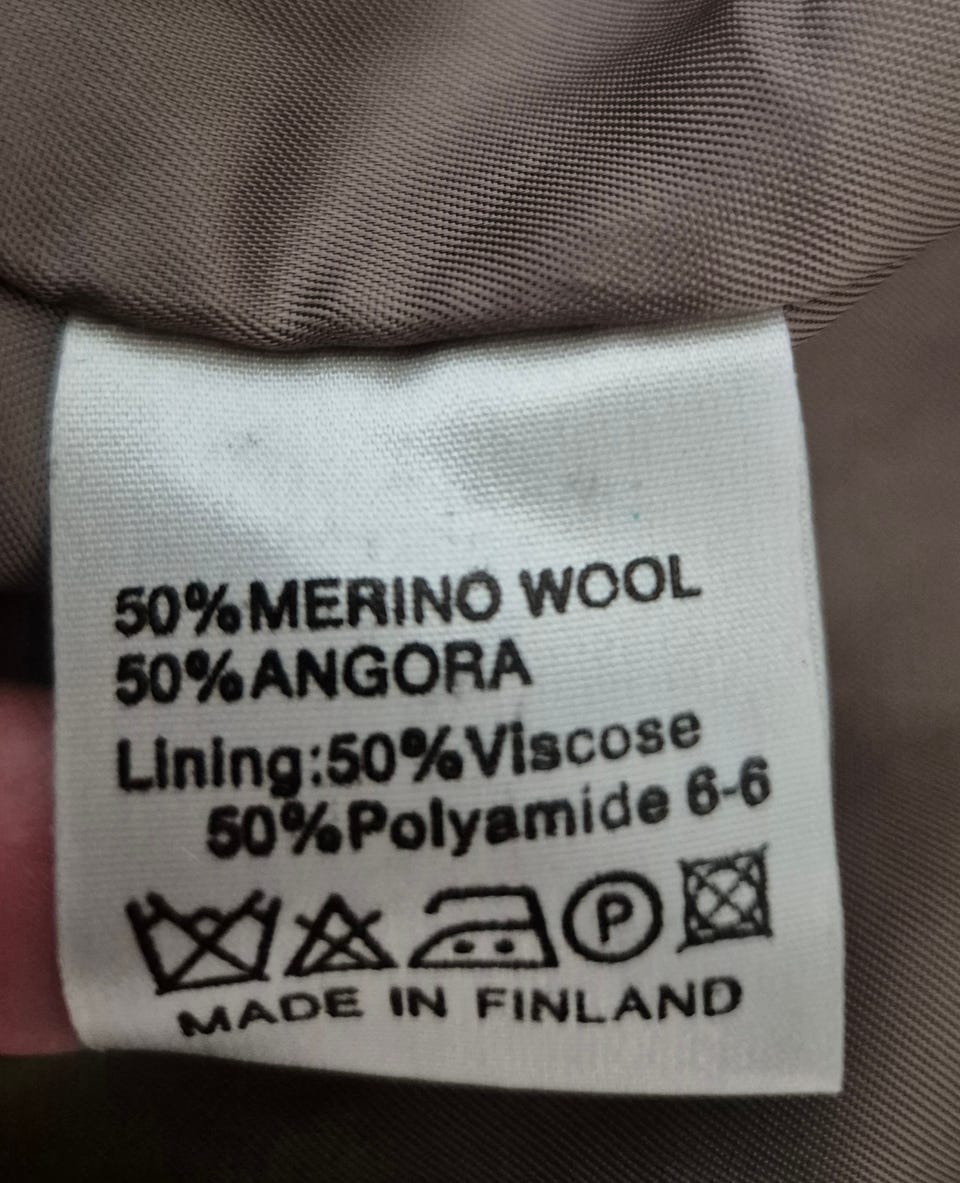 50%MERINO WOOL
50%ANGORA
Lining:50%Viscose
50%Polyamide 6-6
P
MADE IN FINLAND